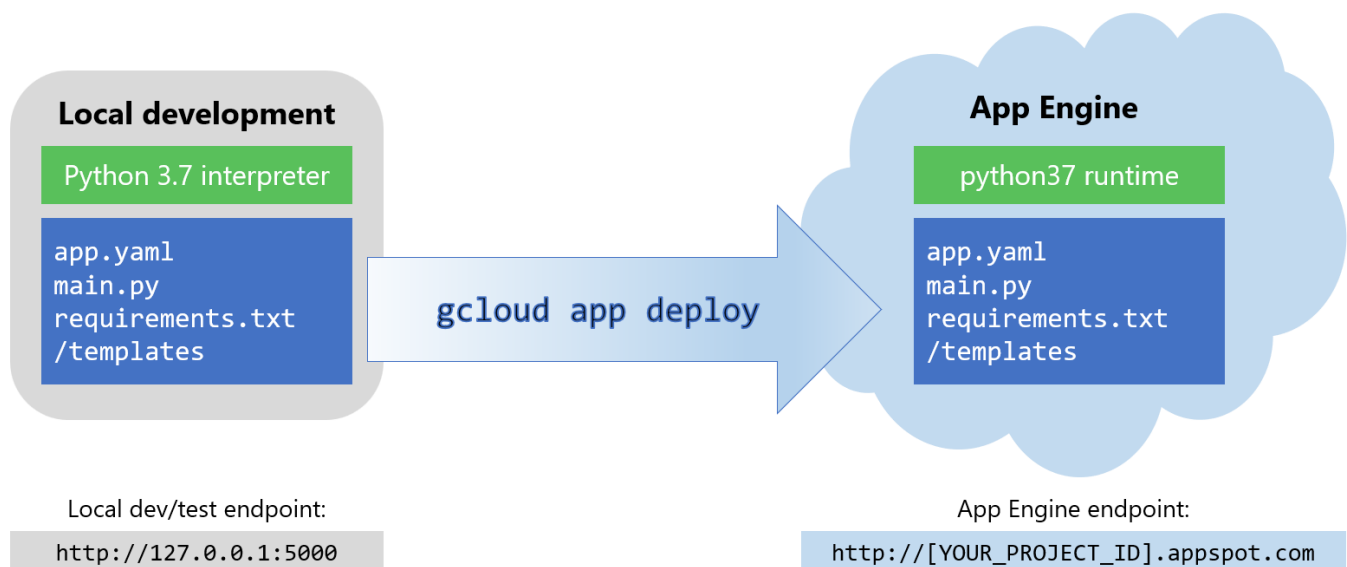 Local development
Python 3.7 interpreter
app.yaml
main.py
requirements.txt
/templates
gcloud app deploy
App Engine
python37 runtime
app.yaml
main.py
requirements.txt
/templates
Local dev/test endpoint:
http://127.0.0.1:5000
App Engine endpoint:
http://[YOUR_PROJECT_ID].appspot.com